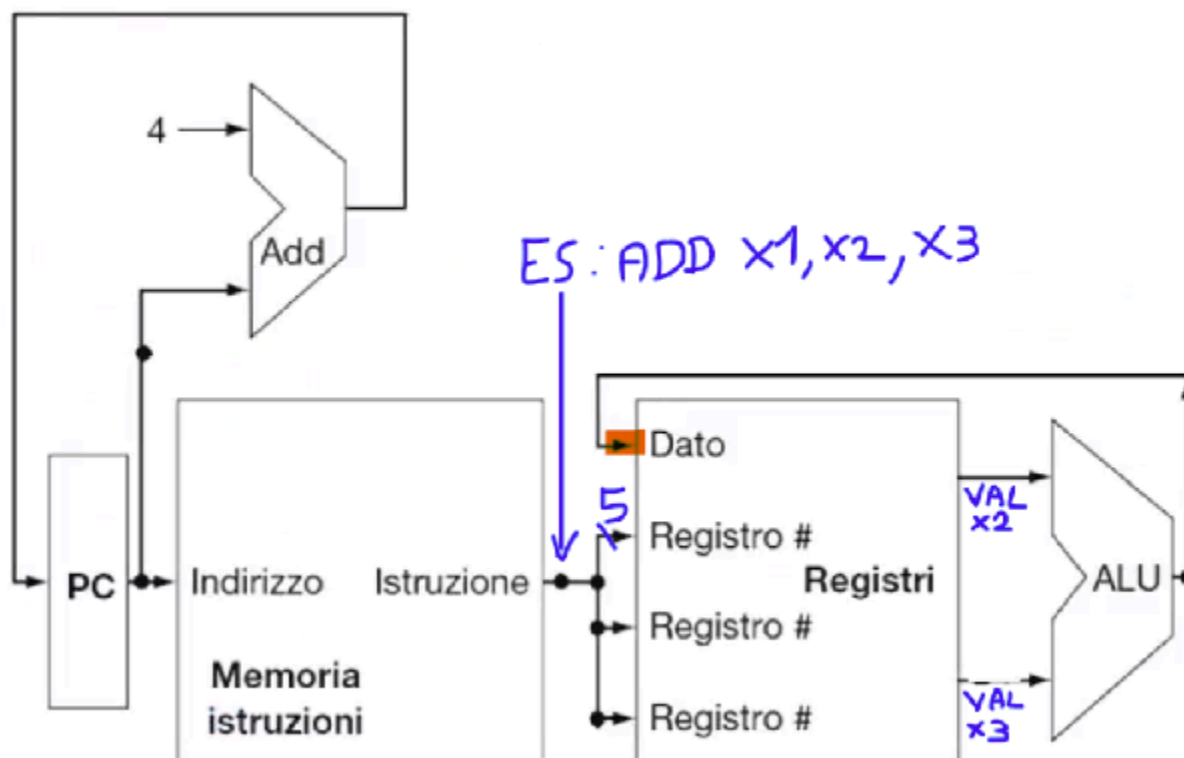 4
Add
ES: ADD X1, X2, X3
Dato
5
Registro #
VAL
X2
PC
Indirizzo
Istruzione
Registri
ALU
Registro #
Memoria
istruzioni
Registro #
VAL
X3